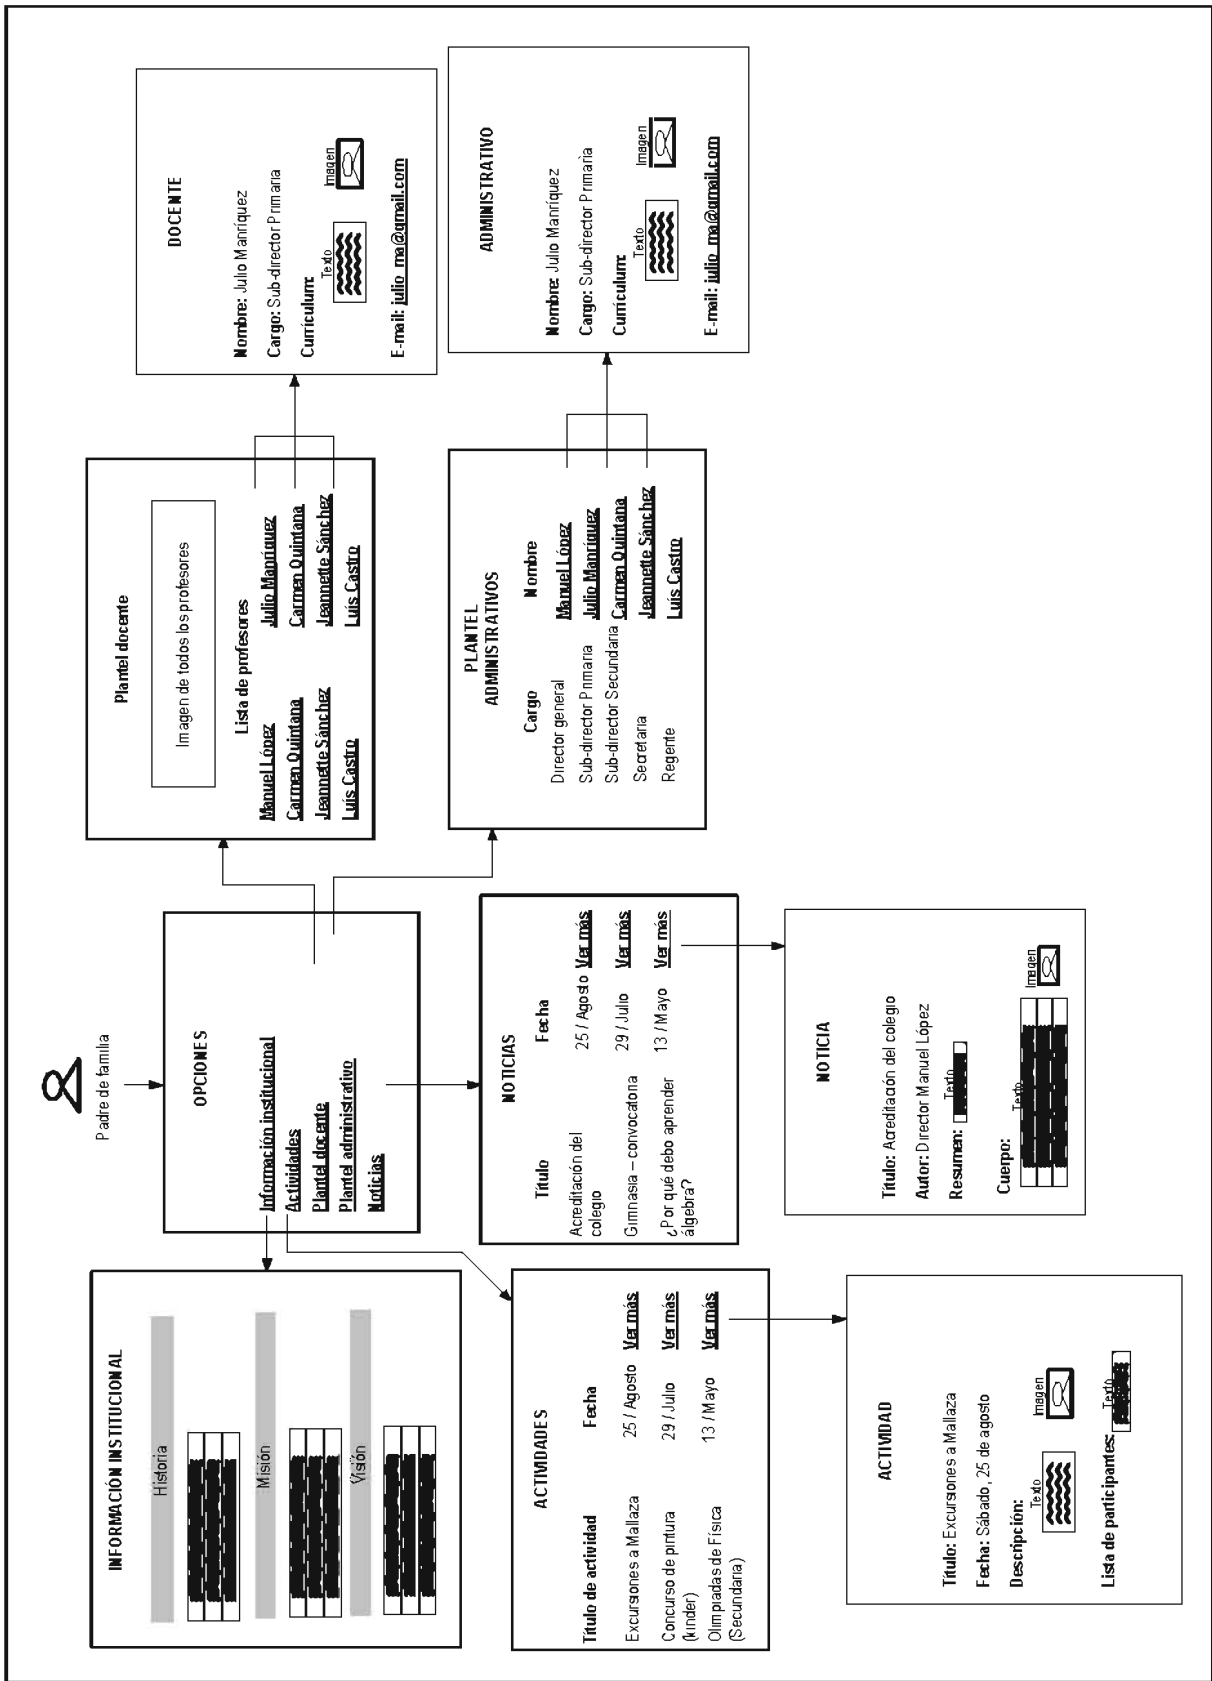 Padre de familia
OPCIONES
Información institucional
Actividades
Plantel docente
Plantel administrativo
Noticias
INFORMACIÓN INSTITUCIONAL
Historia
Misión
Visión
Plantel docente
Imagen de todos los profesores
Lista de profesores
Manuel López Julio Manríquez
Carmen Quintana Carmen Quintana
Jeannette Sánchez Jeannette Sánchez
Luís Castro Luís Castro
DOCENTE
Nombre: Julio Manríquez
Cargo: Sub-director Primaria
Currículum:
Texto
Imagen
E-mail: julio_ma@gmail.com
PLANTEL
ADMINISTRATIVOS
Cargo Nombre
Director general Manuel López
Sub-director Primaria Julio Manríquez
Sub-director Secundaria Carmen Quintana
Secretaria Jeannette Sánchez
Regente Luís Castro
ADMINISTRATIVO
Nombre: Julio Manríquez
Cargo: Sub-director Primaria
Currículum:
Texto
Imagen
E-mail: julio_ma@gmail.com
NOTICIAS
Título Fecha
Acreditación del 25 / Agosto Ver más
colegio
Gimnasia – convocatoria 29 / Julio Ver más
¿Por qué debo aprender 13 / Mayo Ver más
álgebra?
NOTICIA
Título: Acreditación del colegio
Autor: Director Manuel López
Resumen: Texto
Cuerpo:
Texto
Imagen
ACTIVIDADES
Título de actividad Fecha
Excursiones a Mallaza 25 / Agosto Ver más
Concurso de pintura 29 / Julio Ver más
(kinder)
Olimpiadas de Física 13 / Mayo Ver más
(Secundaria)
ACTIVIDAD
Título: Excursiones a Mallaza
Fecha: Sábado, 25 de agosto
Descripción:
Texto
Imagen
Lista de participantes: Texto